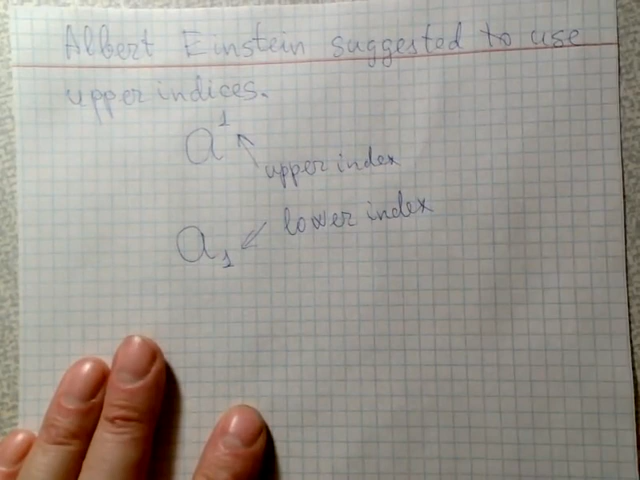 Albert Einstein suggested to use
upper indices.
a¹
upper index
lower index
a₁